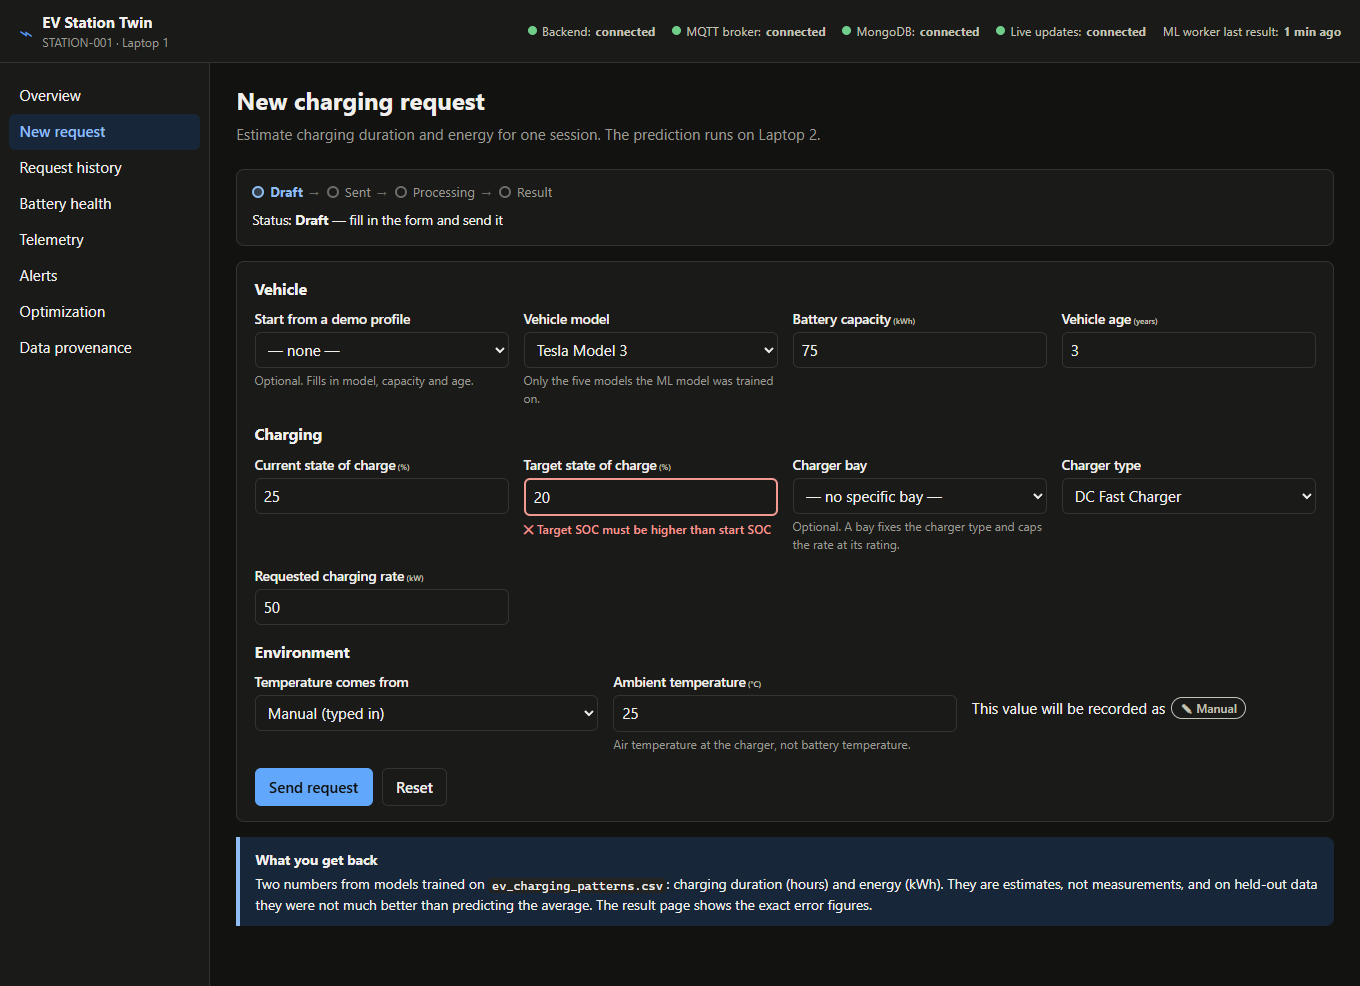 EV Station Twin
STATION-001 · Laptop 1
Backend: connected
MQTT broker: connected
MongoDB: connected
Live updates: connected
ML worker last result: 1 min ago
Overview
New request
Request history
Battery health
Telemetry
Alerts
Optimization
Data provenance
New charging request
Estimate charging duration and energy for one session. The prediction runs on Laptop 2.
Draft → Sent → Processing → Result
Status: Draft — fill in the form and send it
Vehicle
Start from a demo profile
— none —
Optional. Fills in model, capacity and age.
Vehicle model
Tesla Model 3
Only the five models the ML model was trained
on.
Battery capacity (kWh)
75
Vehicle age (years)
3
Charging
Current state of charge (%)
25
Target state of charge (%)
20
❌ Target SOC must be higher than start SOC
Charger bay
— no specific bay —
Optional. A bay fixes the charger type and caps
the rate at its rating.
Charger type
DC Fast Charger
Requested charging rate (kW)
50
Environment
Temperature comes from
Manual (typed in)
Ambient temperature (°C)
25
Air temperature at the charger, not battery temperature.
This value will be recorded as ✎ Manual
Send request
Reset
What you get back
Two numbers from models trained on ev_charging_patterns.csv: charging duration (hours) and energy (kWh). They are estimates, not measurements, and on held-out data
they were not much better than predicting the average. The result page shows the exact error figures.